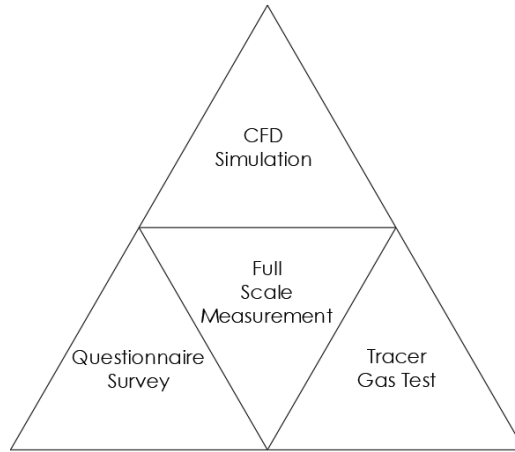 CFD
Simulation
Full
Scale
Measurement
Questionnaire
Survey
Tracer
Gas Test